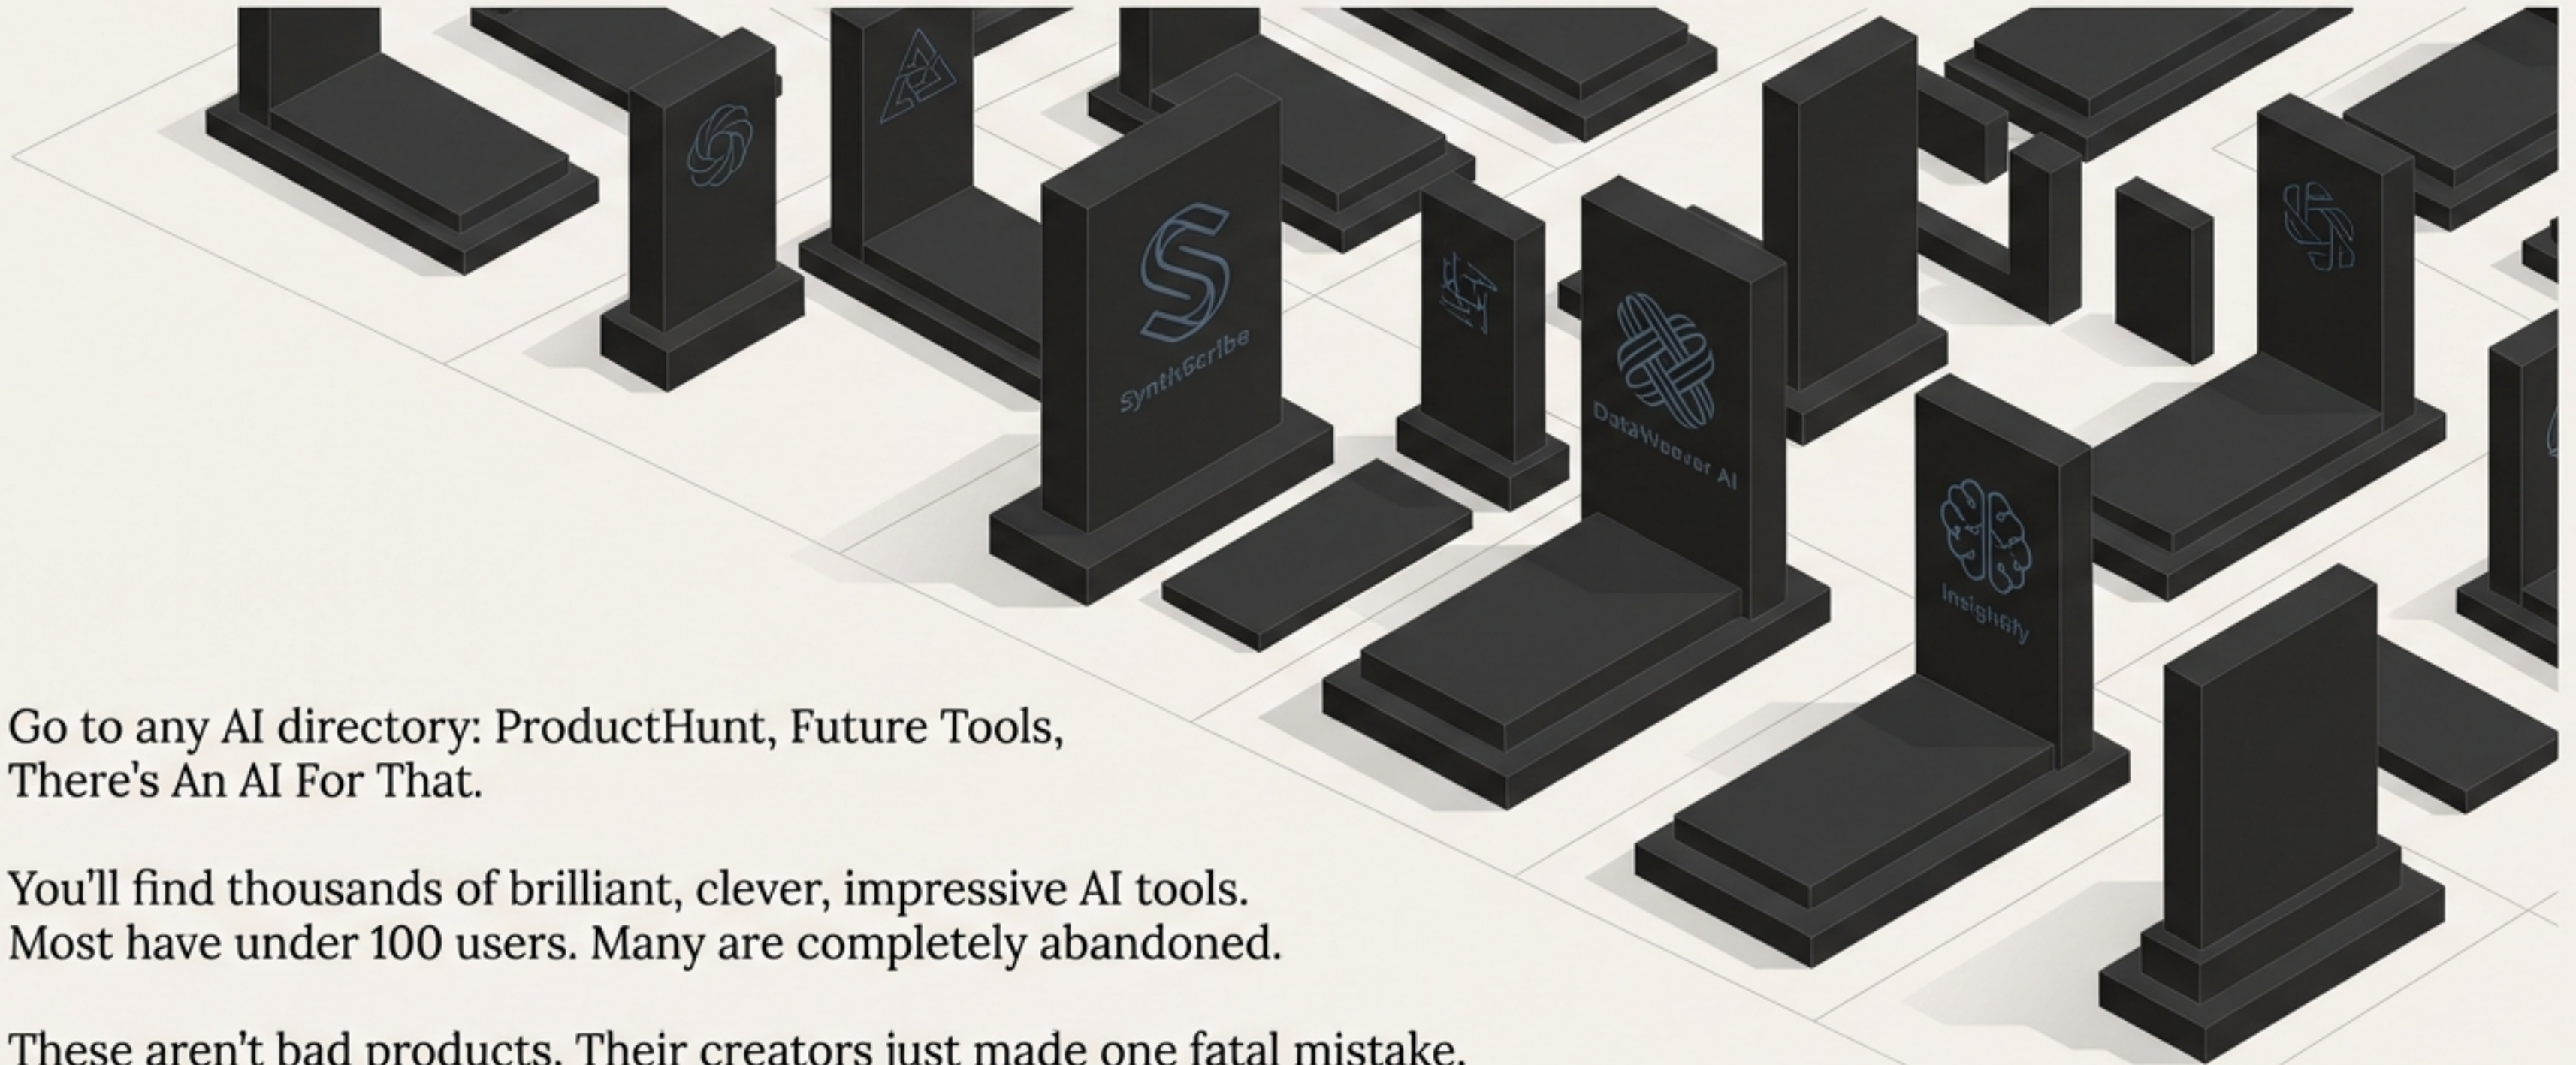 S
DataWeaver AI
Go to any AI directory: ProductHunt, Future Tools,
There's An AI For That.
You'll find thousands of brilliant, clever, impressive AI tools.
Most have under 100 users. Many are completely abandoned.
These aren't bad products. Their creators just made one fatal mistake.